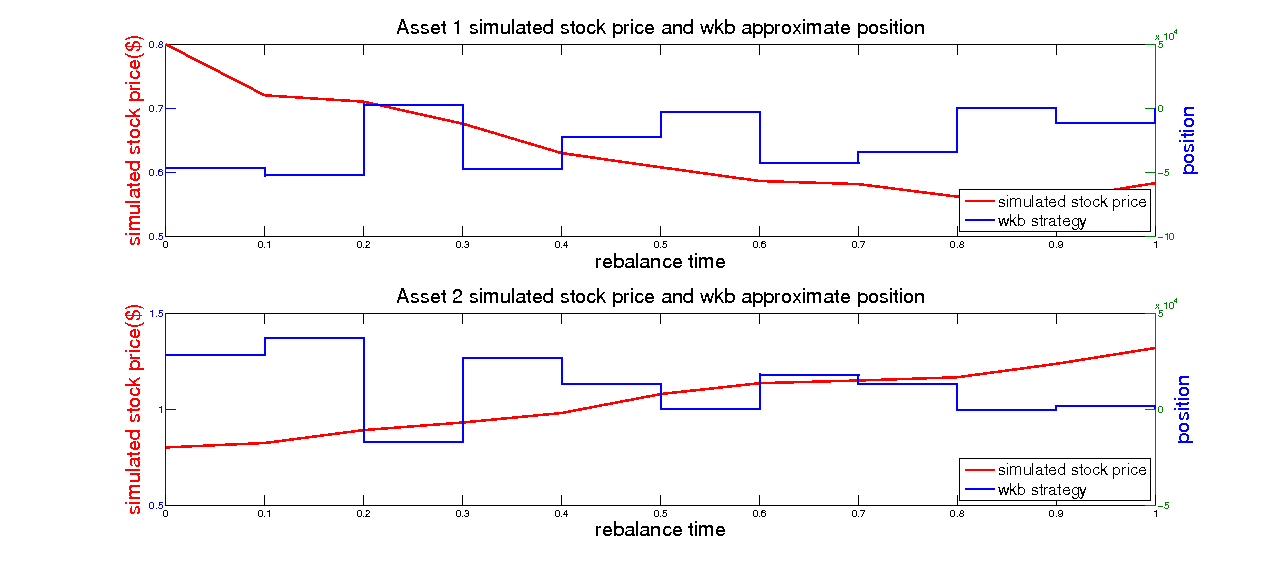 Asset 1 simulated stock price and wkb approximate position
x 10^4
simulated stock price($)
0.8
0.7
0.6
0.5
5
0
-5
-10
position
simulated stock price
wkb strategy
0 0.1 0.2 0.3 0.4 0.5 0.6 0.7 0.8 0.9 1
rebalance time
Asset 2 simulated stock price and wkb approximate position
x 10^4
simulated stock price($)
1.5
1
0.5
5
0
-5
position
simulated stock price
wkb strategy
0 0.1 0.2 0.3 0.4 0.5 0.6 0.7 0.8 0.9 1
rebalance time